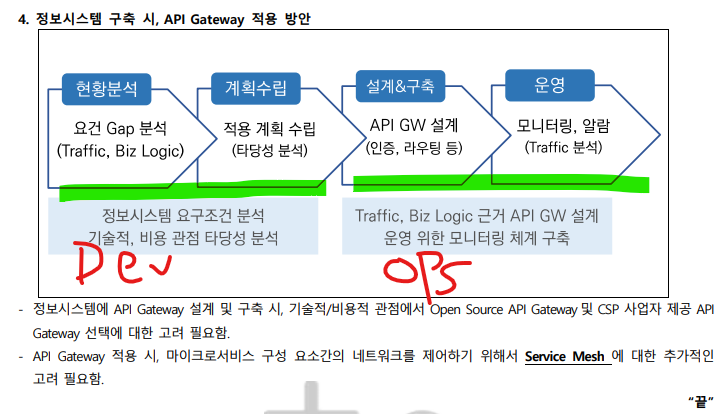 4. 정보시스템 구축 시, API Gateway 적용 방안
현황분석
계획수립
설계&구축
운영
요건 Gap 분석
(Traffic, Biz Logic)
적용 계획 수립
(타당성 분석)
API GW 설계
(인증, 라우팅 등)
모니터링, 알람
(Traffic 분석)
정보시스템 요구조건 분석
기술적, 비용 관점 타당성 분석
Traffic, Biz Logic 근거 API GW 설계
운영 위한 모니터링 체계 구축
Dev
OPS
- 정보시스템에 API Gateway 설계 및 구축 시, 기술적/비용적 관점에서 Open Source API Gateway 및 CSP 사업자 제공 API
Gateway 선택에 대한 고려 필요함.
- API Gateway 적용 시, 마이크로서비스 구성 요소간의 네트워크를 제어하기 위해서 Service Mesh 에 대한 추가적인
고려 필요함.
"끝"